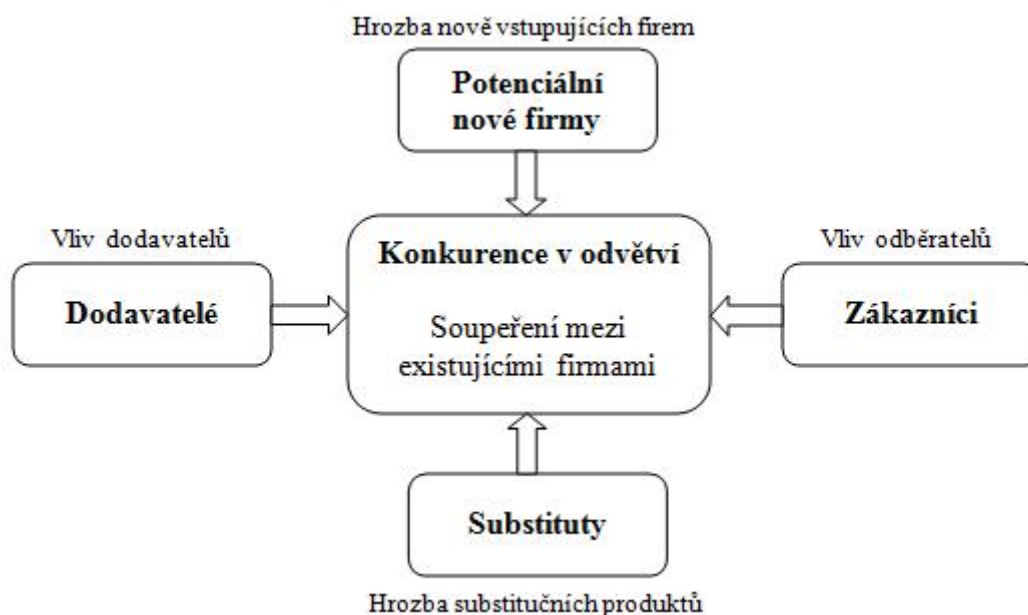 Hrozba nově vstupujících firem
Potenciální
nové firmy
Vliv dodavatelů
Dodavatelé
Konkurence v odvětví
Soupeření mezi
existujícími firmami
Vliv odběratelů
Zákazníci
Substituty
Hrozba substitučních produktů